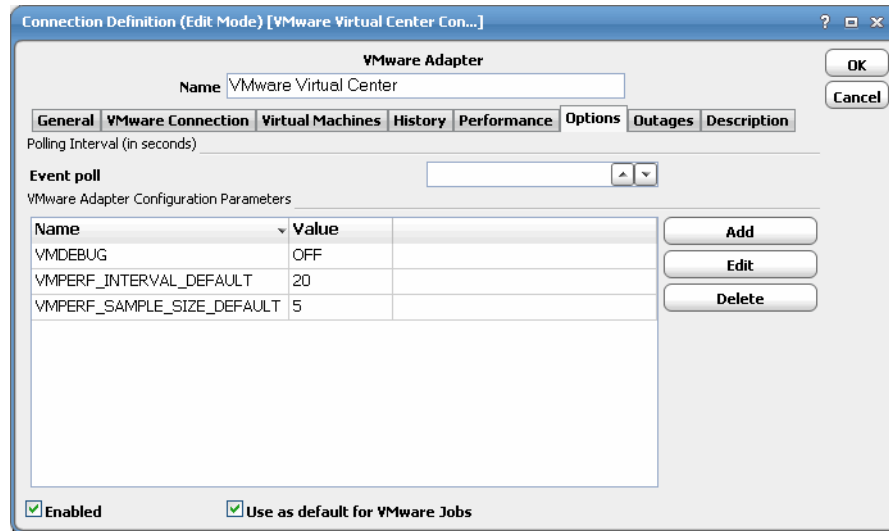 Connection Definition (Edit Mode) [VMware Virtual Center Con...] ?
VMware Adapter
OK
Name VMware Virtual Center
Cancel
General VMware Connection Virtual Machines History Performance Options Outages Description
Polling Interval (in seconds)
Event poll
VMware Adapter Configuration Parameters
Name Value
Add
VMDEBUG OFF
Edit
VMPERF_INTERVAL_DEFAULT 20
Delete
VMPERF_SAMPLE_SIZE_DEFAULT 5
Enabled Use as default for VMware Jobs